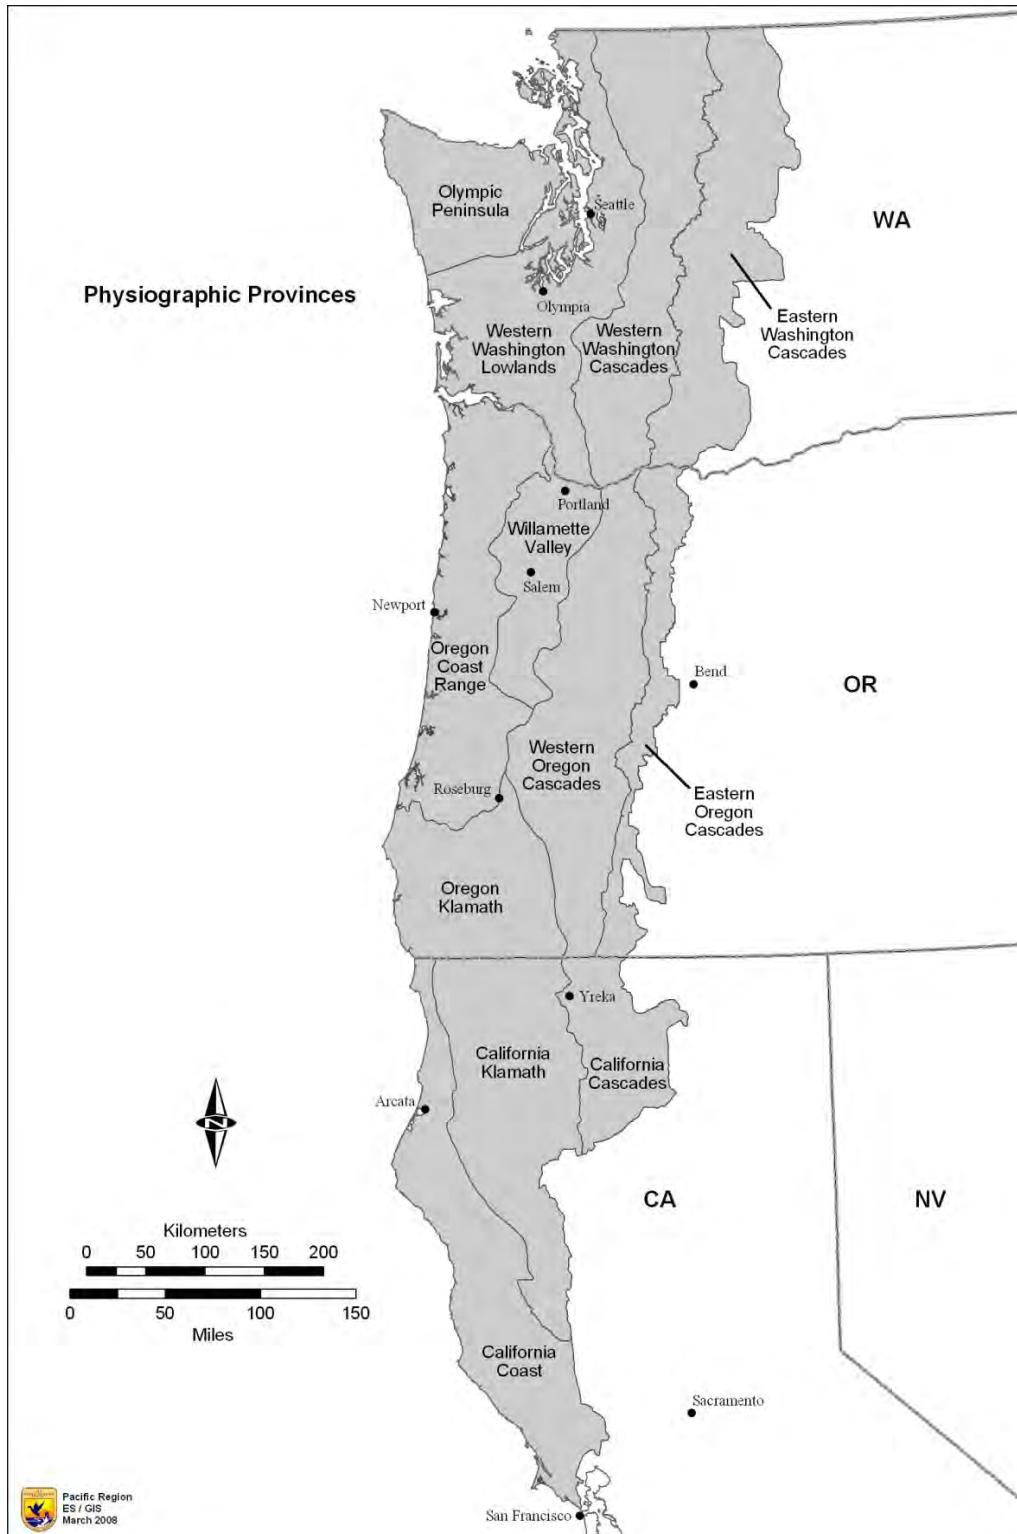 Olympic
Peninsula
Seattle
WA
Physiographic Provinces
Olympia
Eastern
Washington
Cascades
Western
Washington
Lowlands
Western
Washington
Cascades
Portland
Willamette
Valley
Salem
Newport
Oregon
Coast
Range
Bend
OR
Western
Oregon
Cascades
Roseburg
Eastern
Oregon
Cascades
Oregon
Klamath
Yreka
California
Klamath
California
Cascades
Arcata
N
CA
NV
Kilometers
0 50 100 150 200
0 50 100 150
Miles
California
Coast
Sacramento
San Francisco
Pacific Region
ES / GIS
March 2008